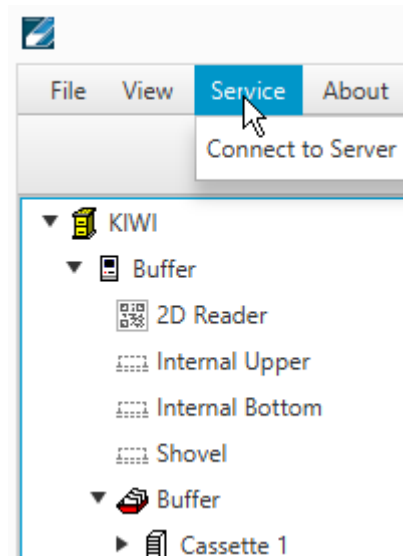 File View Service About
Connect to Server
KIWI
Buffer
2D Reader
Internal Upper
Internal Bottom
Shovel
Buffer
Cassette 1